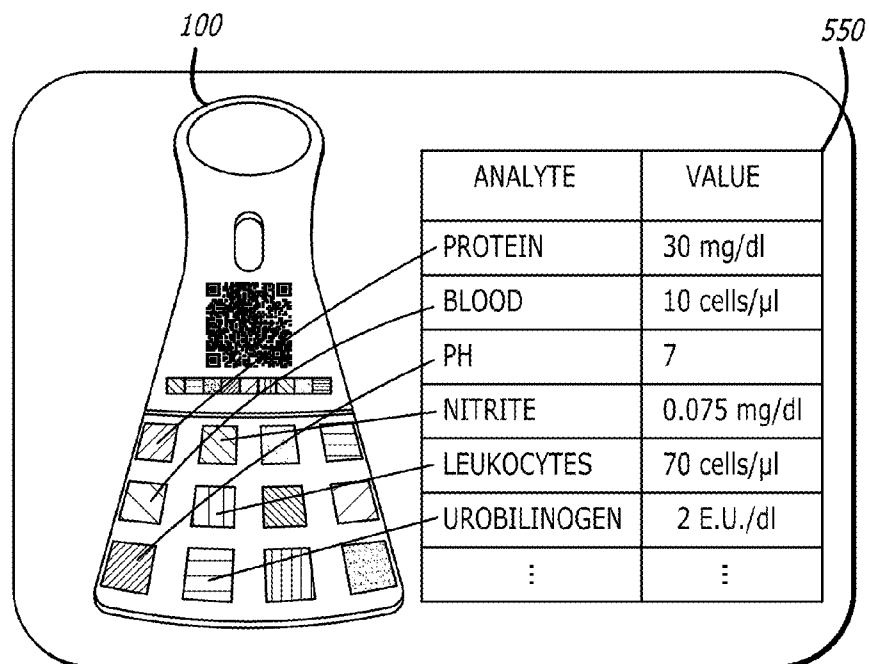 100
550
ANALYTE VALUE
PROTEIN 30 mg/dl
BLOOD 10 cells/µl
PH 7
NITRITE 0.075 mg/dl
LEUKOCYTES 70 cells/µl
UROBILINOGEN 2 E.U./dl
⋮ ⋮